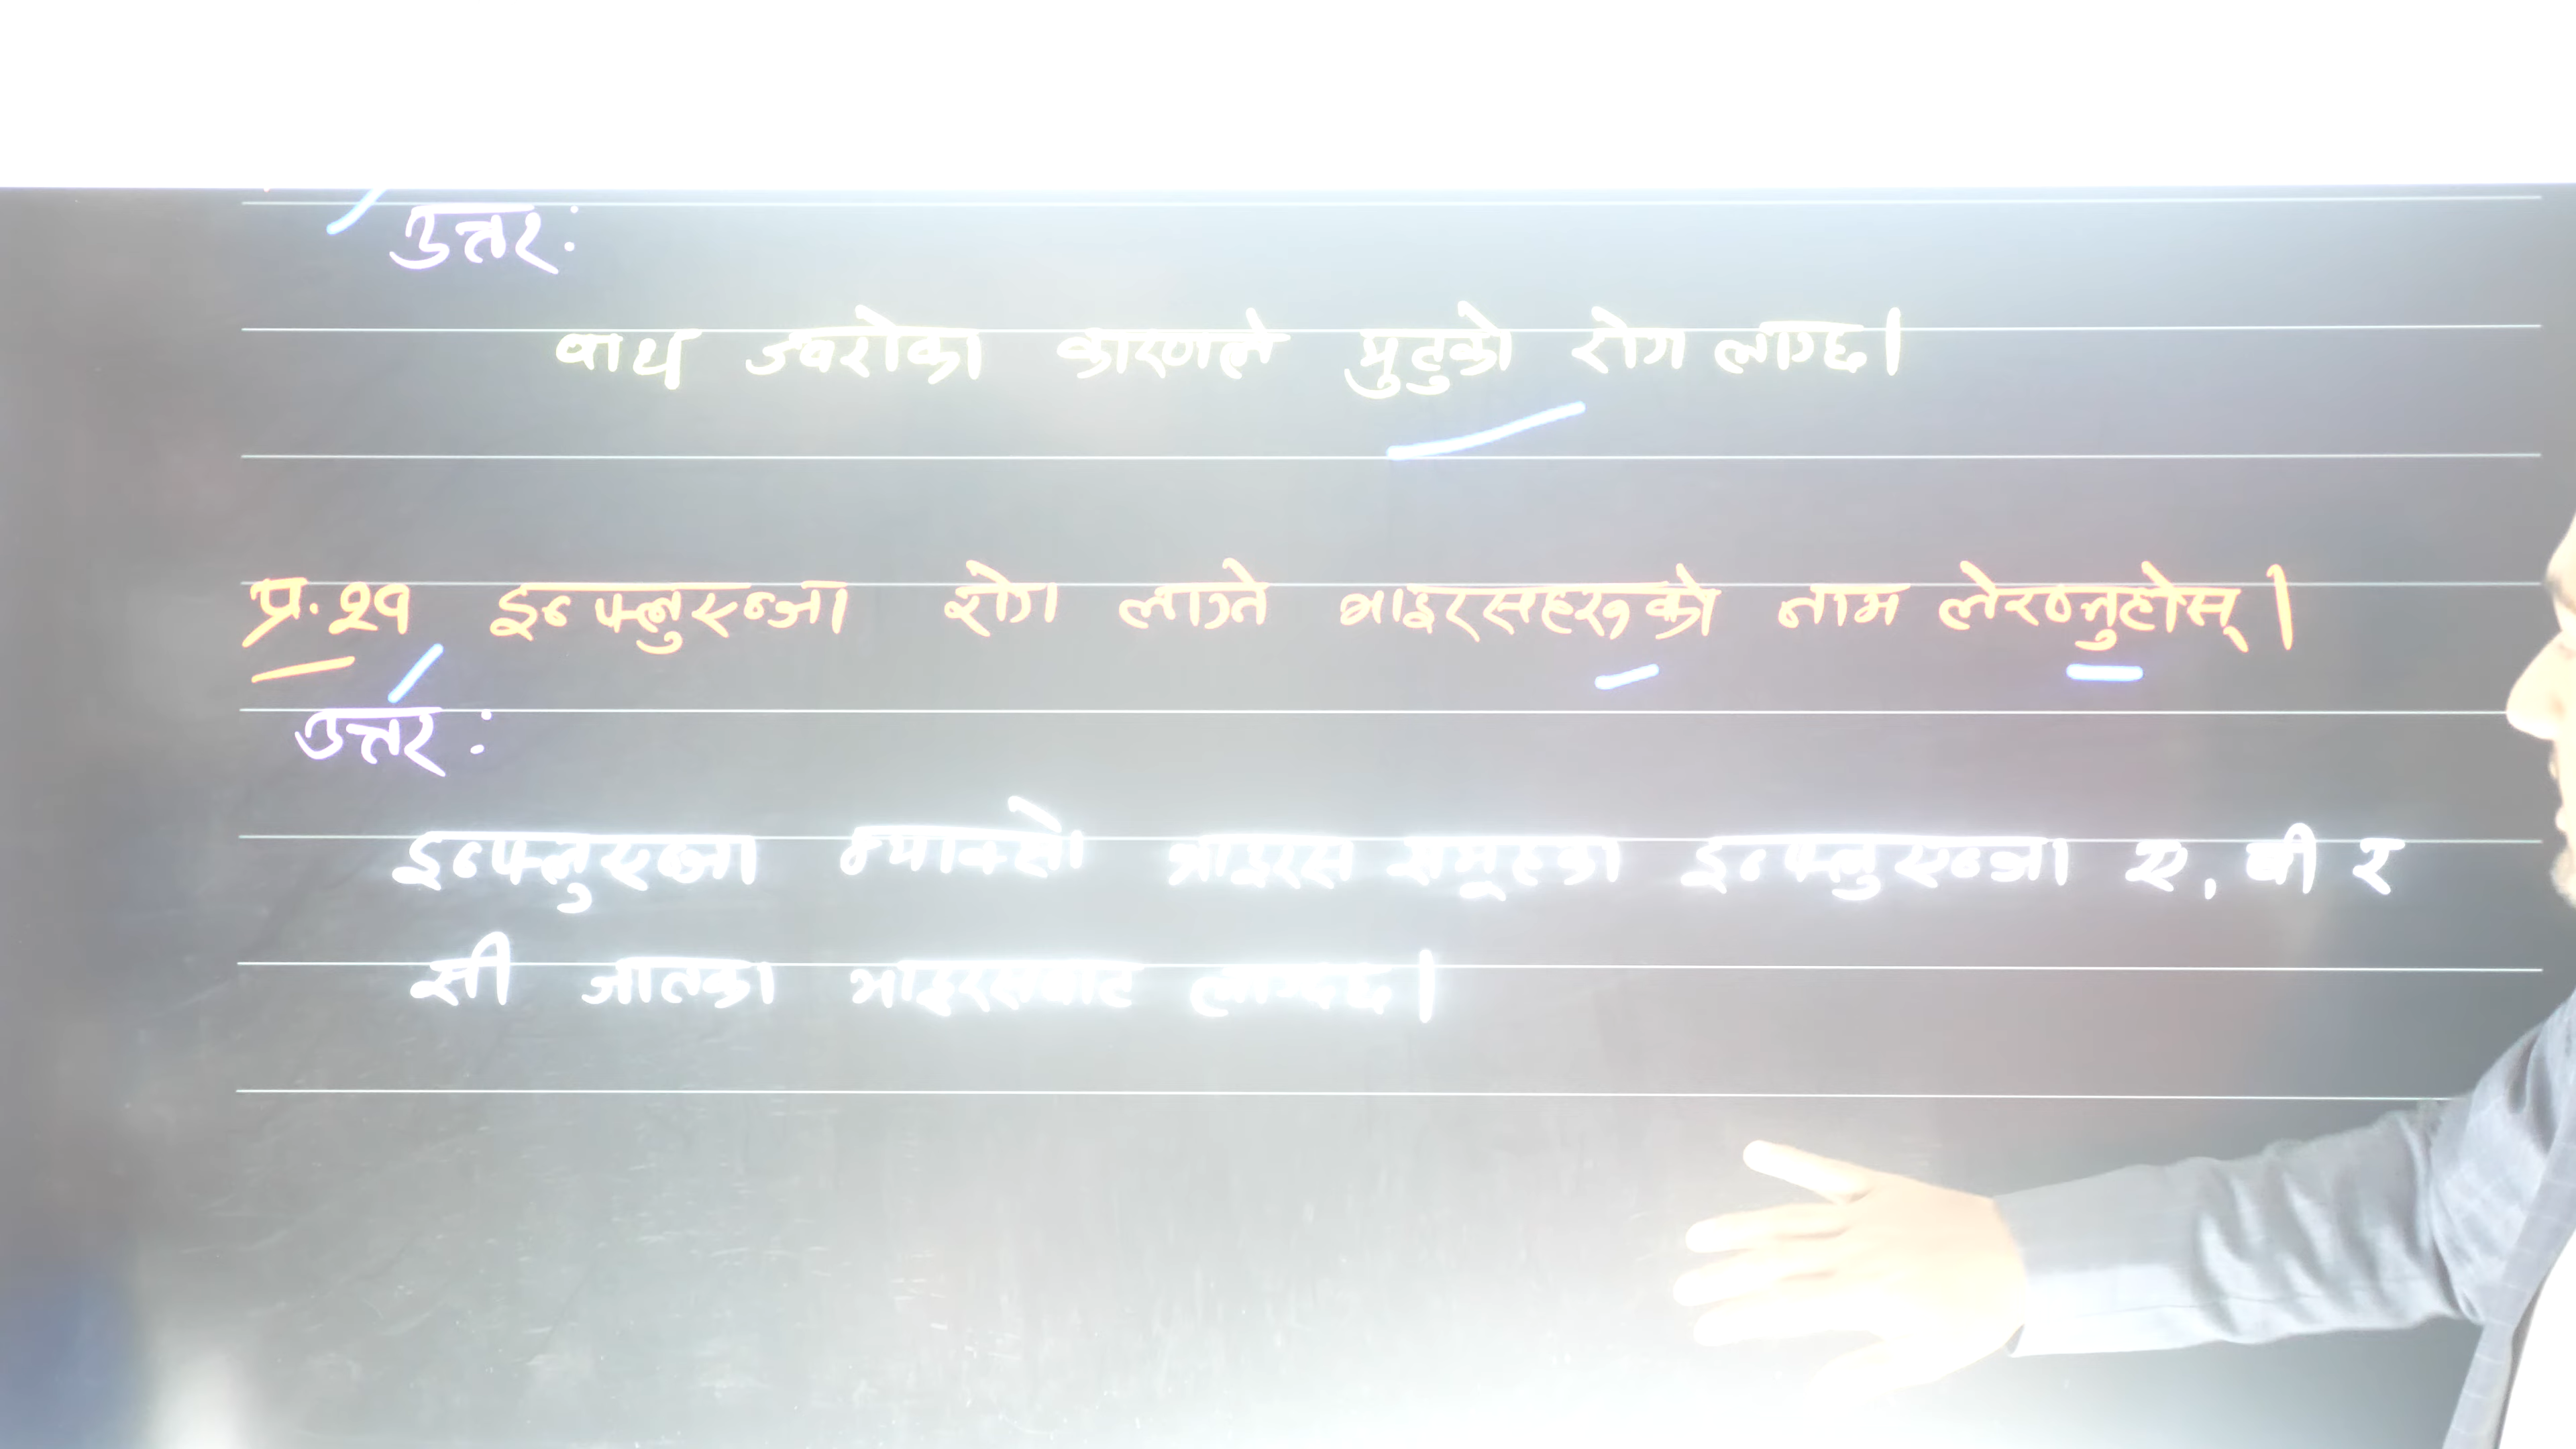 उत्तर:
बाथ ज्वरोका कारणले मुटुको रोग लाग्छ।
प्र. २१ इन्फ्लुएन्जा रोग लाग्ने भाइरसहरूको नाम लेख्नुहोस्।
उत्तर :
इन्फ्लुएन्जा म्याक्सो भाइरस समूहका इन्फ्लुएन्जा ए, बी र
सी जातका भाइरसबाट लाग्दछ।